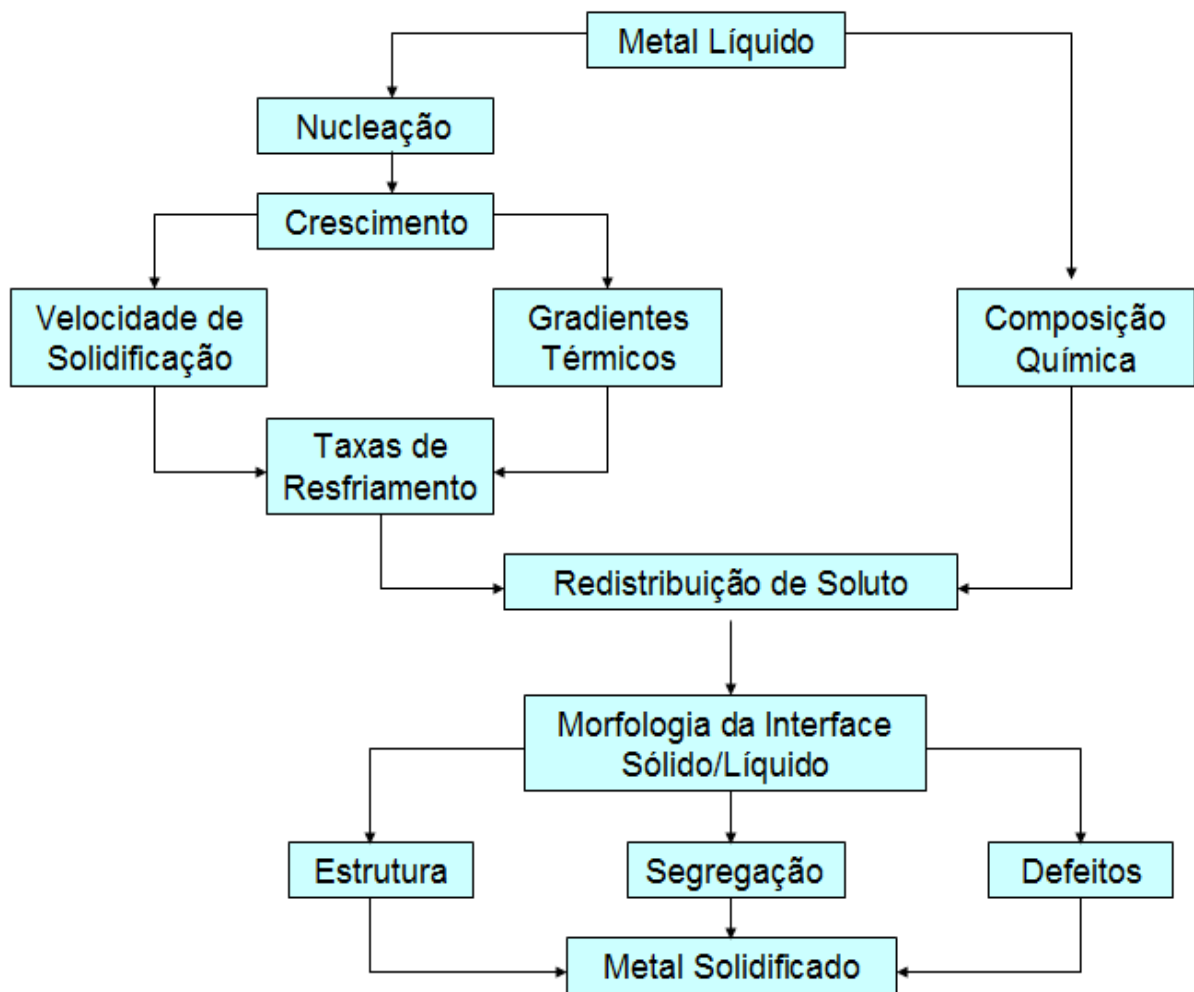 Metal Líquido
Nucleação
Crescimento
Velocidade de
Solidificação
Gradientes
Térmicos
Composição
Química
Taxas de
Resfriamento
Redistribuição de Soluto
Morfologia da Interface
Sólido/Líquido
Estrutura
Segregação
Defeitos
Metal Solidificado